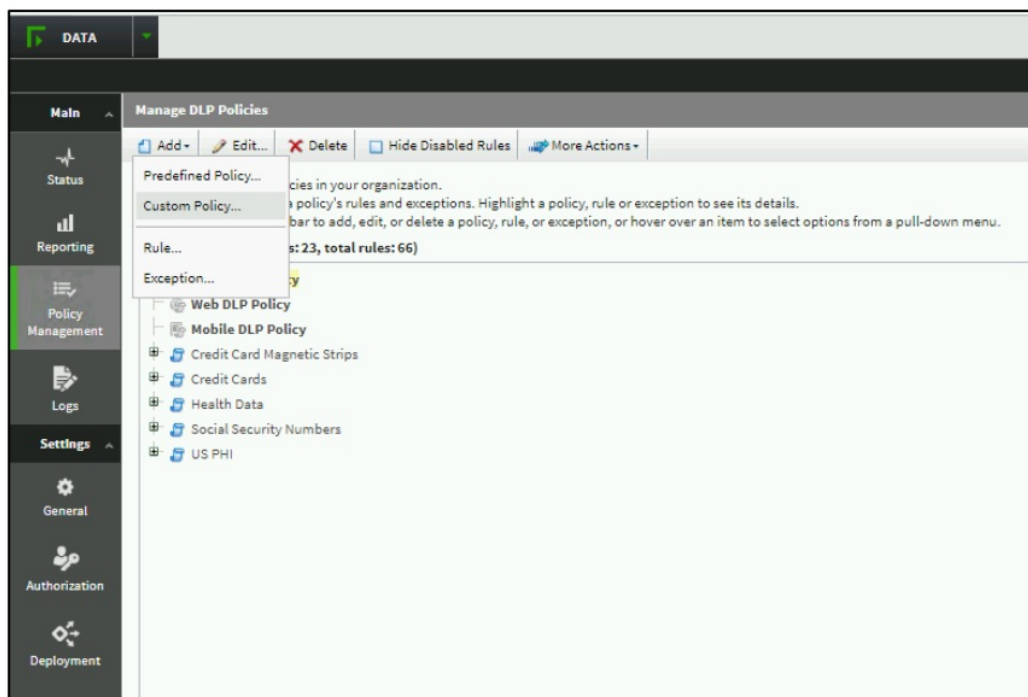 DATA
Main
Manage DLP Policies
Add
Edit...
Delete
Hide Disabled Rules
More Actions
Status
Predefined Policy...
cies in your organization.
Custom Policy...
a policy's rules and exceptions. Highlight a policy, rule or exception to see its details.
bar to add, edit, or delete a policy, rule, or exception, or hover over an item to select options from a pull-down menu.
Reporting
Rule...
s: 23, total rules: 66)
Exception...
y
Policy
Management
Web DLP Policy
Mobile DLP Policy
Credit Card Magnetic Strips
Credit Cards
Health Data
Social Security Numbers
US PHI
Logs
Settings
General
Authorization
Deployment